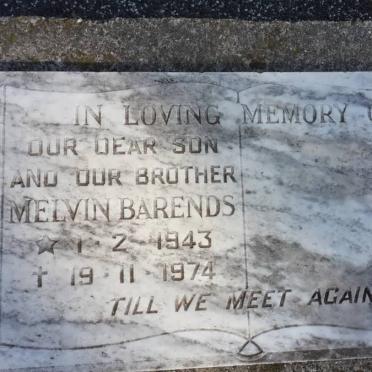 IN LOVING MEMORY
OUR DEAR SON
AND OUR BROTHER
MELVIN BARENDS
☆ 1 · 2 · 1943
† 19 · 11 · 1974
TILL WE MEET AGAIN